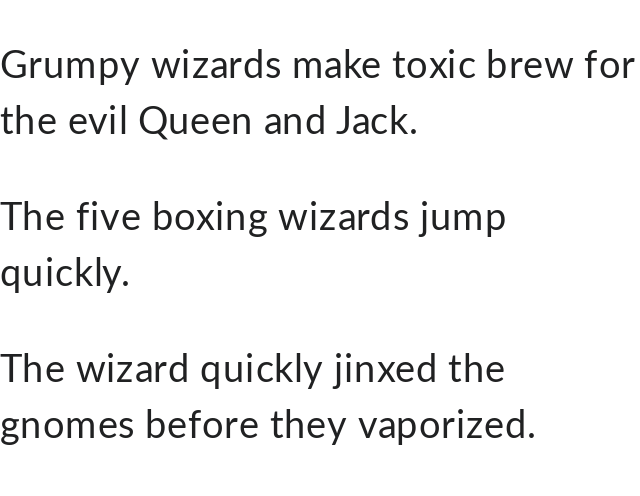 Grumpy wizards make toxic brew for
the evil Queen and Jack.
The five boxing wizards jump
quickly.
The wizard quickly jinxed the
gnomes before they vaporized.